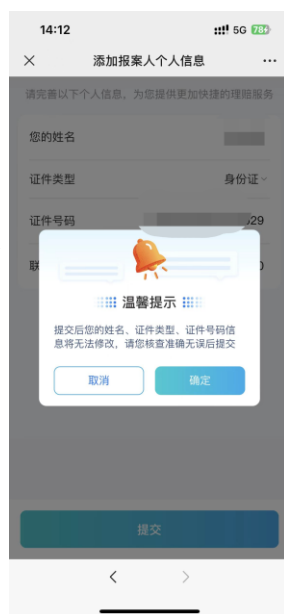 14:12
5G 78
添加报案人个人信息
请完善以下个人信息，为您提供更加快捷的理赔服务
您的姓名
证件类型 身份证
证件号码 29
联
温馨提示
提交后您的姓名、证件类型、证件号码信
息将无法修改，请您核查准确无误后提交
取消 确定
提交